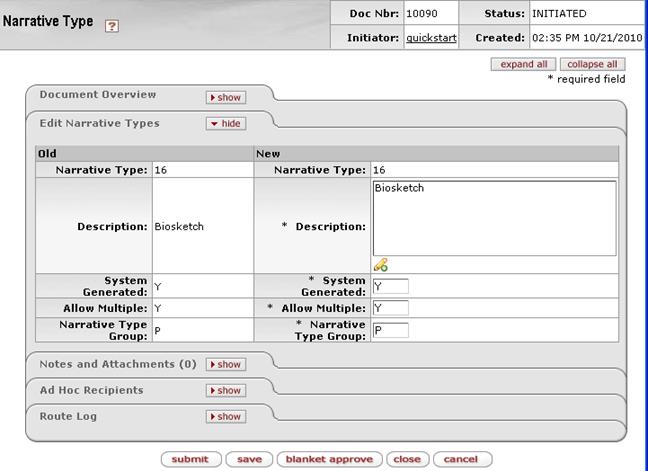 Narrative Type ?
Doc Nbr: 10090 Status: INITIATED
Initiator: quickstart Created: 02:35 PM 10/21/2010
expand all collapse all
* required field
Document Overview show
Edit Narrative Types hide
Old New
Narrative Type: 16 Narrative Type: 16
Biosketch
Description: Biosketch * Description:
System Generated: Y * System Generated: Y
Allow Multiple: Y * Allow Multiple: Y
Narrative Type Group: P * Narrative Type Group: P
Notes and Attachments (0) show
Ad Hoc Recipients show
Route Log show
submit save blanket approve close cancel